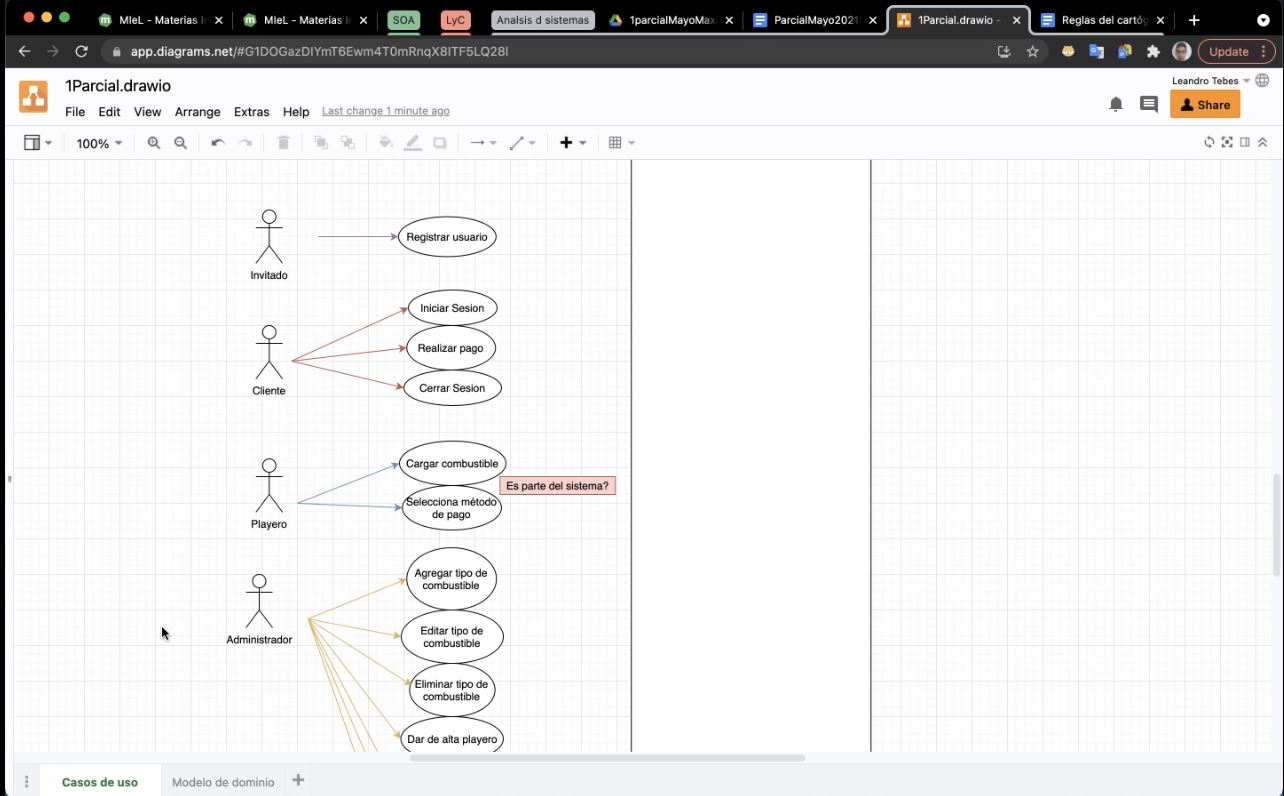 MIeL - Materias I
MIeL - Materias I
SOA
LyC
Analsis d sistemas
1parcialMayoMax
ParcialMayo2021
1Parcial.drawio -
Reglas del cartóg
app.diagrams.net/#G1DOGazDIYmT6Ewm4T0mRnqX8ITF5LQ28I
Update
1Parcial.drawio
Leandro Tebes
File Edit View Arrange Extras Help Last change 1 minute ago
Share
100%
Registrar usuario
Invitado
Iniciar Sesion
Realizar pago
Cerrar Sesion
Cliente
Cargar combustible
Es parte del sistema?
Selecciona método
de pago
Playero
Agregar tipo de
combustible
Editar tipo de
combustible
Administrador
Eliminar tipo de
combustible
Dar de alta playero
Casos de uso
Modelo de dominio